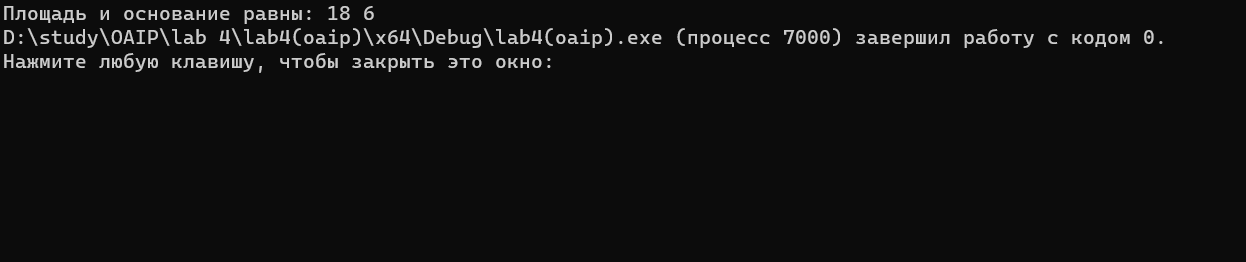 Площадь и основание равны: 18 6
D:\study\OAIP\lab 4\lab4(oaip)\x64\Debug\lab4(oaip).exe (процесс 7000) завершил работу с кодом 0.
Нажмите любую клавишу, чтобы закрыть это окно: